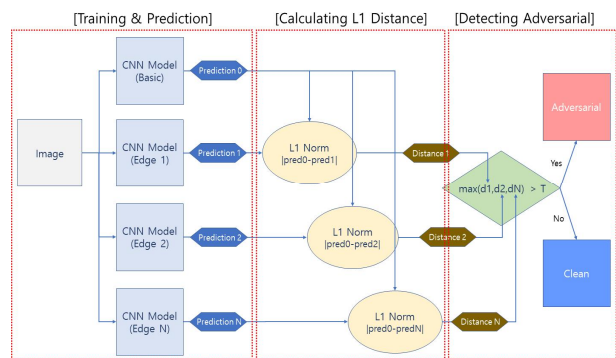 [Training & Prediction]
[Calculating L1 Distance]
[Detecting Adversarial]
CNN Model
(Basic)
Prediction 0
Adversarial
Image
CNN Model
(Edge 1)
Prediction 1
L1 Norm
|pred0-pred1|
Distance 1
Yes
max(d1,d2,dN) > T
No
CNN Model
(Edge 2)
Prediction 2
L1 Norm
|pred0-pred2|
Distance 2
Clean
CNN Model
(Edge N)
Prediction N
L1 Norm
|pred0-predN|
Distance N